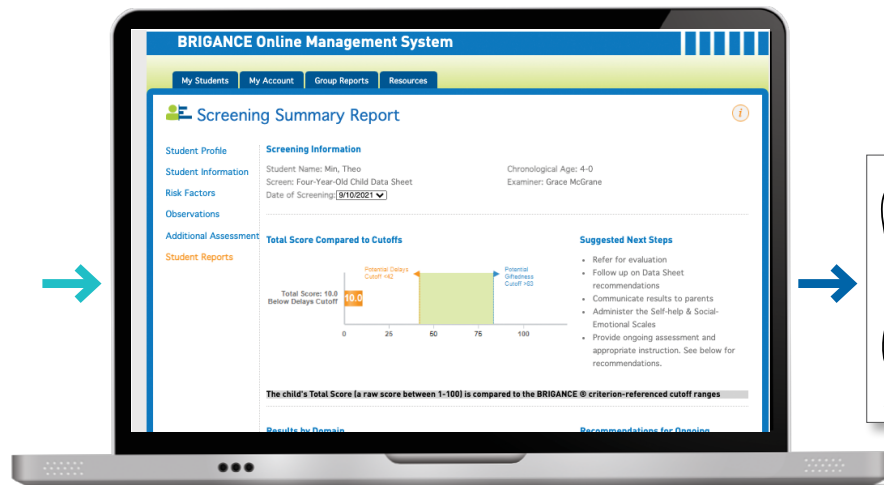 BRIGANCE Online Management System
My Students
My Account
Group Reports
Resources
Screening Summary Report
i
Student Profile
Student Information
Risk Factors
Observations
Additional Assessment
Student Reports
Screening Information
Student Name: Min, Theo
Chronological Age: 4-0
Screen: Four-Year-Old Child Data Sheet
Examiner: Grace McGrane
Date of Screening: 9/10/2021
Total Score Compared to Cutoffs
Potential Delays
Cutoff <42
Potential
Giftedness
Cutoff >83
Total Score: 10.0
Below Delays Cutoff
10.0
0 25 50 75 100
Suggested Next Steps
• Refer for evaluation
• Follow up on Data Sheet
recommendations
• Communicate results to parents
• Administer the Self-help & Social-
Emotional Scales
• Provide ongoing assessment and
appropriate instruction. See below for
recommendations.
The child's Total Score (a raw score between 1-100) is compared to the BRIGANCE ® criterion-referenced cutoff ranges
Results by Domain
Recommendations for Ongoing